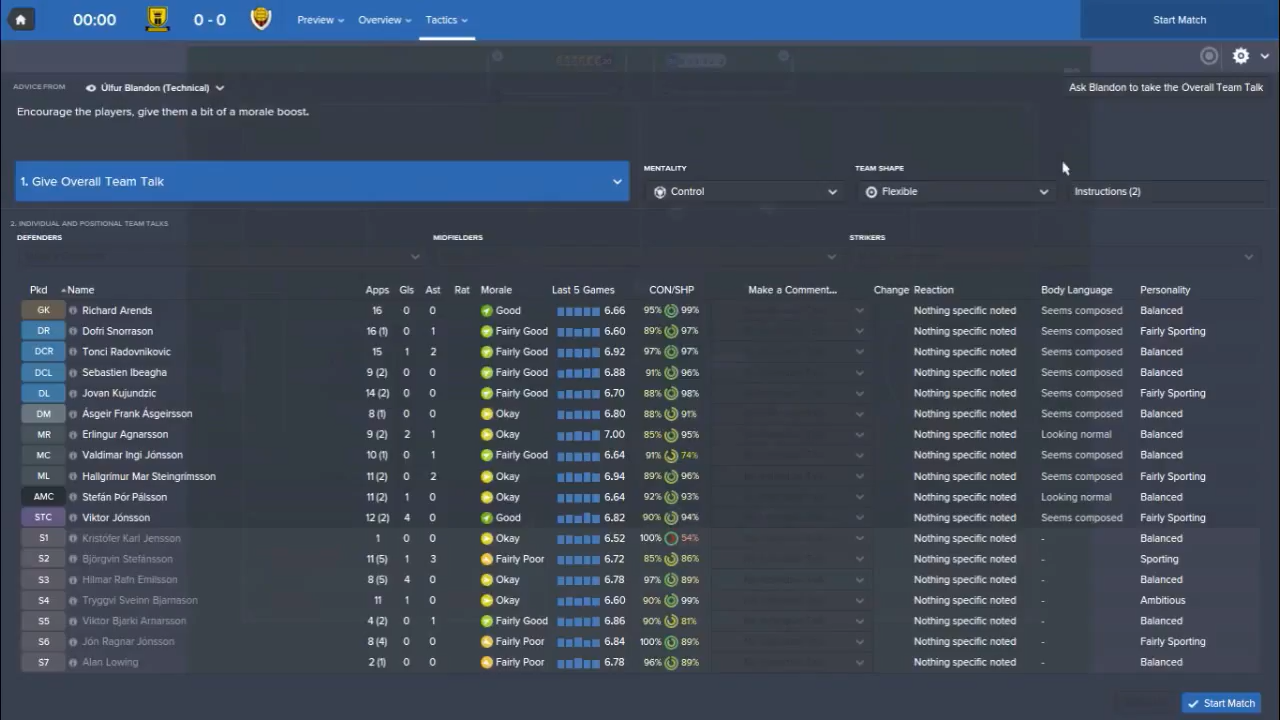 00:00 0 - 0 Preview Overview Tactics Start Match
ADVICE FROM Úlfur Blandon (Technical) Ask Blandon to take the Overall Team Talk
Encourage the players, give them a bit of a morale boost.
MENTALITY TEAM SHAPE
1. Give Overall Team Talk Control Flexible Instructions (2)
2. INDIVIDUAL AND POSITIONAL TEAM TALKS
DEFENDERS MIDFIELDERS STRIKERS
Pkd Name Apps Gls Ast Rat Morale Last 5 Games CON/SHP Make a Comment... Change Reaction Body Language Personality
GK Richard Arends 16 0 0 Good 6.66 95% 99% Nothing specific noted Seems composed Balanced
DR Dofri Snorrason 16 (1) 0 1 Fairly Good 6.60 89% 97% Nothing specific noted Seems composed Fairly Sporting
DCR Tonci Radovnikovic 15 1 2 Fairly Good 6.92 97% 97% Nothing specific noted Seems composed Balanced
DCL Sebastien Ibeagha 9 (2) 0 0 Fairly Good 6.88 91% 96% Nothing specific noted Seems composed Balanced
DL Jovan Kujundzic 14 (2) 0 0 Fairly Good 6.70 88% 98% Nothing specific noted Seems composed Fairly Sporting
DM Ásgeir Frank Ásgeirsson 8 (1) 0 0 Okay 6.80 88% 91% Nothing specific noted Seems composed Balanced
MR Erlingur Agnarsson 9 (2) 2 1 Okay 7.00 85% 95% Nothing specific noted Looking normal Balanced
MC Valdimar Ingi Jónsson 10 (1) 0 1 Fairly Good 6.64 91% 74% Nothing specific noted Seems composed Balanced
ML Hallgrímur Mar Steingrímsson 11 (2) 0 2 Okay 6.94 89% 96% Nothing specific noted Seems composed Fairly Sporting
AMC Stefán Þór Pálsson 11 (2) 1 0 Okay 6.64 92% 93% Nothing specific noted Looking normal Balanced
STC Viktor Jónsson 12 (2) 4 0 Good 6.82 90% 94% Nothing specific noted Seems composed Fairly Sporting
S1 Kristófer Karl Jensson 1 0 0 Okay 6.52 100% 54% Nothing specific noted - Balanced
S2 Björgvin Stefánsson 11 (5) 1 3 Fairly Poor 6.72 85% 86% Nothing specific noted - Sporting
S3 Hilmar Rafn Emilsson 8 (5) 4 0 Okay 6.78 97% 89% Nothing specific noted - Balanced
S4 Tryggvi Sveinn Bjarnason 11 1 0 Okay 6.60 90% 99% Nothing specific noted - Ambitious
S5 Viktor Bjarki Arnarsson 4 (2) 0 1 Fairly Good 6.86 90% 81% Nothing specific noted - Balanced
S6 Jón Ragnar Jónsson 8 (4) 0 0 Fairly Poor 6.84 100% 89% Nothing specific noted - Fairly Sporting
S7 Alan Lowing 2 (1) 0 0 Fairly Poor 6.78 96% 89% Nothing specific noted - Balanced
Start Match